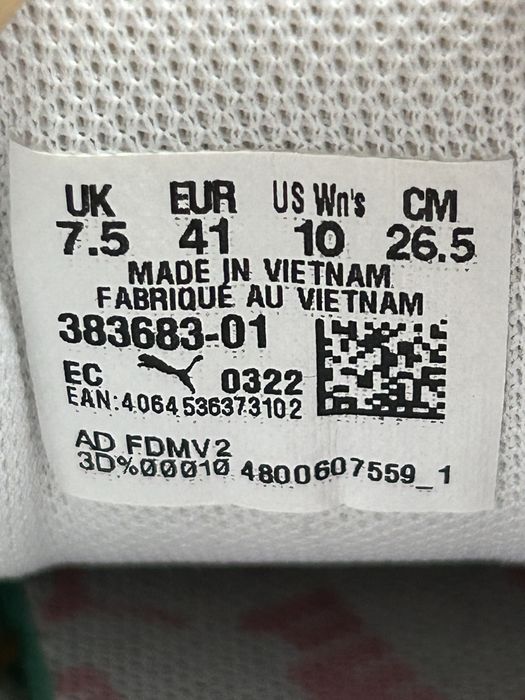 UK EUR US Wn's CM
7.5 41 10 26.5
MADE IN VIETNAM
FABRIQUE AU VIETNAM
383683-01
EC 0322
EAN:4064536373102
AD FDMV2
3D%00010 4800607559_1